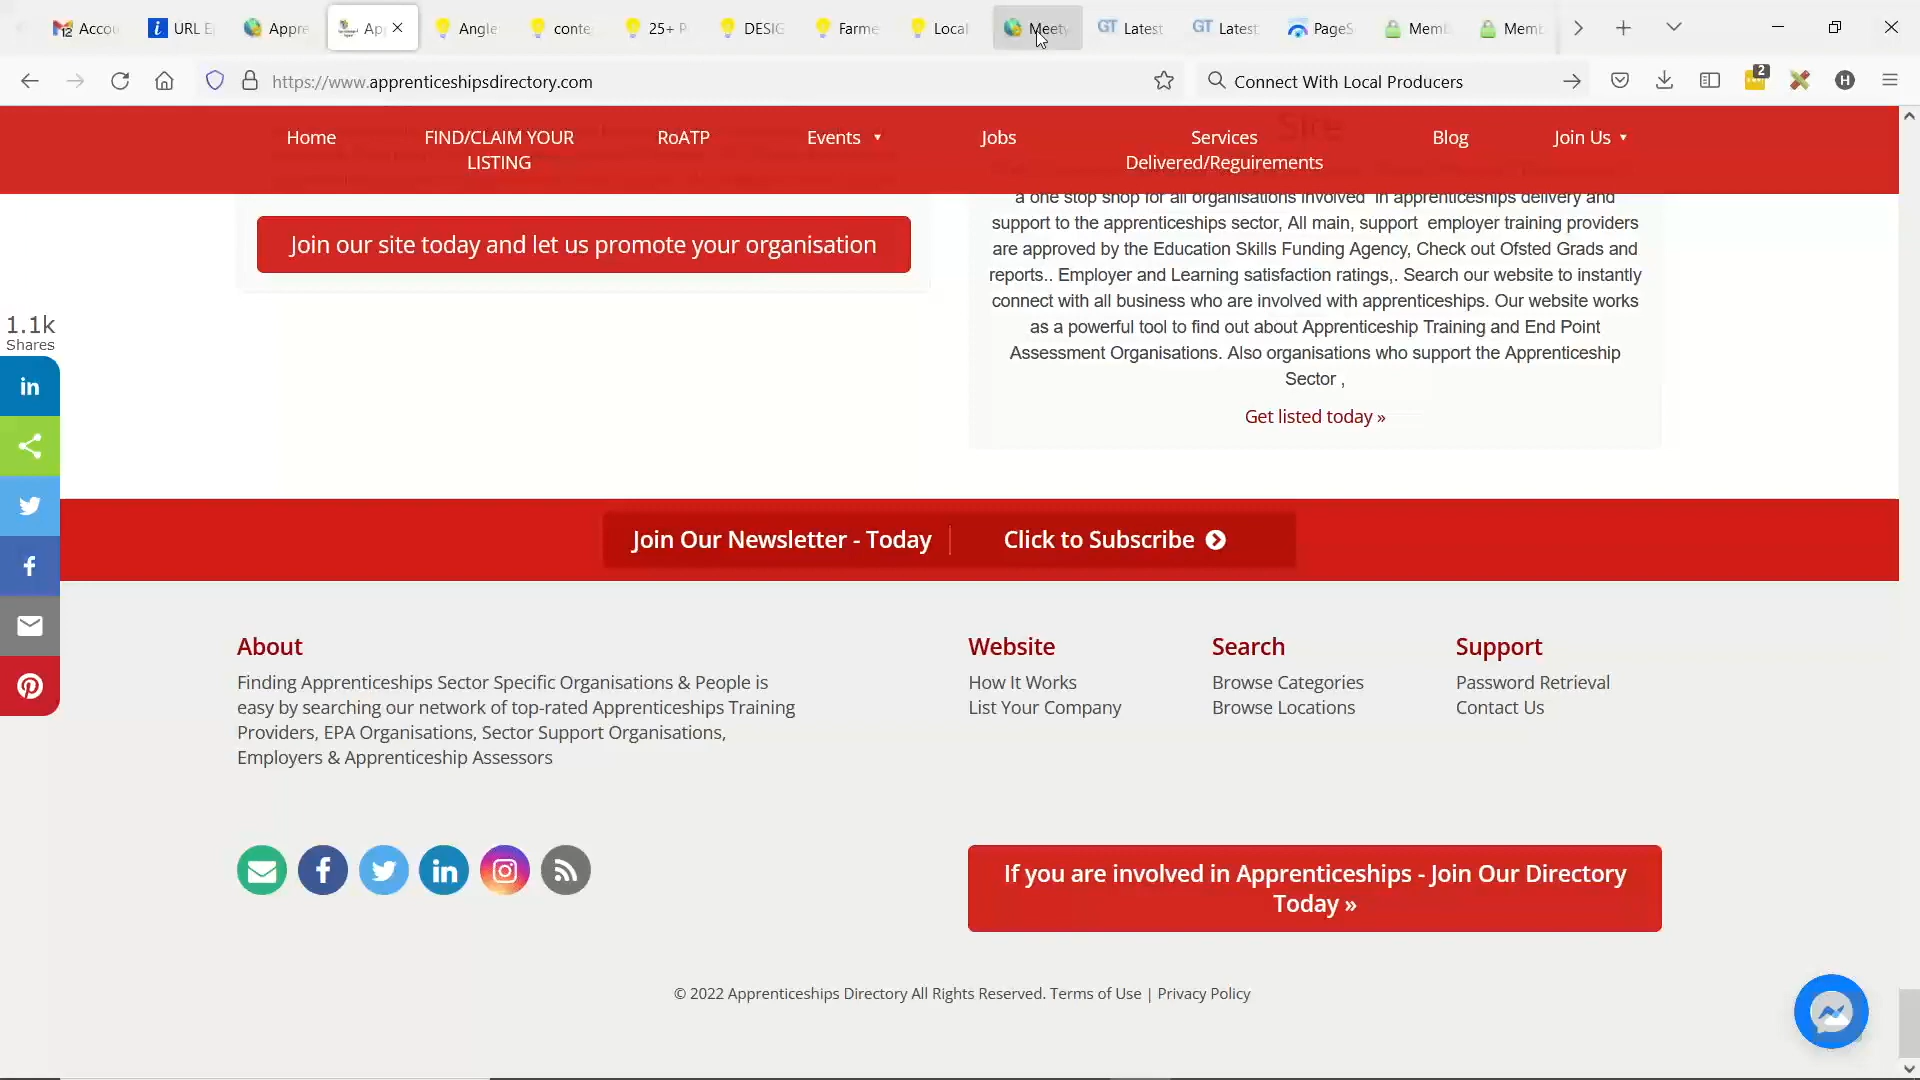 Accou
URL E
Appre
Ap
Angle
conte
25+ P
DESIG
Farme
Local
Meety
GT Latest
GT Latest
PageS
Memb
Memb
https://www.apprenticeshipsdirectory.com
Connect With Local Producers
2
H
Home
FIND/CLAIM YOUR
LISTING
RoATP
Events
Jobs
Services
Delivered/Reguirements
Blog
Join Us
Site
a one stop shop for all organisations involved in apprenticeships delivery and
support to the apprenticeships sector, All main, support employer training providers
are approved by the Education Skills Funding Agency, Check out Ofsted Grads and
reports.. Employer and Learning satisfaction ratings,. Search our website to instantly
connect with all business who are involved with apprenticeships. Our website works
as a powerful tool to find out about Apprenticeship Training and End Point
Assessment Organisations. Also organisations who support the Apprenticeship
Sector ,
Get listed today »
Join our site today and let us promote your organisation
1.1k
Shares
Join Our Newsletter - Today
Click to Subscribe
About
Finding Apprenticeships Sector Specific Organisations & People is
easy by searching our network of top-rated Apprenticeships Training
Providers, EPA Organisations, Sector Support Organisations,
Employers & Apprenticeship Assessors
Website
How It Works
List Your Company
Search
Browse Categories
Browse Locations
Support
Password Retrieval
Contact Us
If you are involved in Apprenticeships - Join Our Directory
Today »
© 2022 Apprenticeships Directory All Rights Reserved. Terms of Use | Privacy Policy